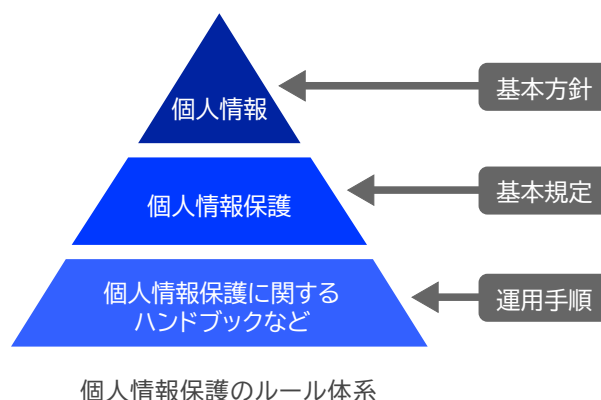 個人情報
基本方針
個人情報保護
基本規定
個人情報保護に関する
ハンドブックなど
運用手順
個人情報保護のルール体系